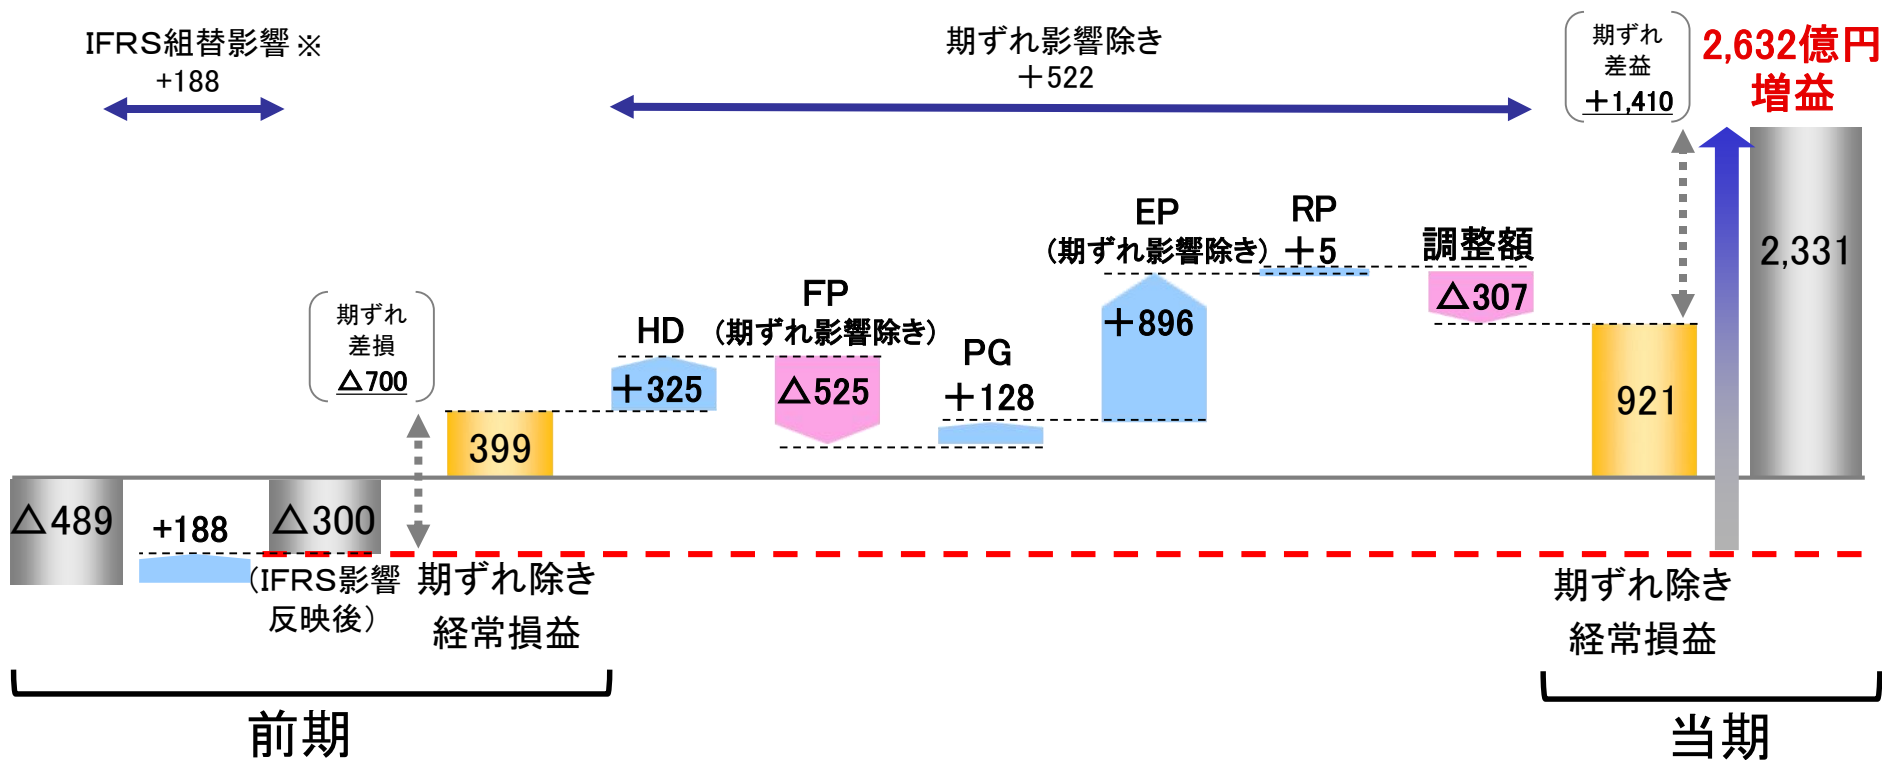 IFRS組替影響※
+188
期ずれ影響除き
＋522
期ずれ
差益
＋1,410
2,632億円
増益
期ずれ
差損
△700
399
HD
＋325
FP
（期ずれ影響除き）
△525
PG
＋128
EP
（期ずれ影響除き）
＋896
RP
＋5
調整額
△307
921
2,331
△489
+188
△300
（IFRS影響
反映後）
期ずれ除き
経常損益
期ずれ除き
経常損益
前期
当期